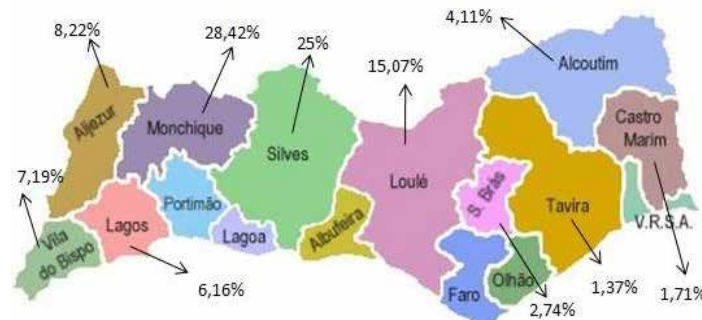 8,22%
28,42%
25%
15,07%
4,11%
Aljezur
Monchique
Silves
Loulé
Alcoutim
Castro
Marim
7,19%
Vila
do Bispo
Lagos
Portimão
Lagoa
Albufeira
S. Brás
Tavira
V.R.S.A.
Faro
Olhão
6,16%
2,74%
1,37%
1,71%